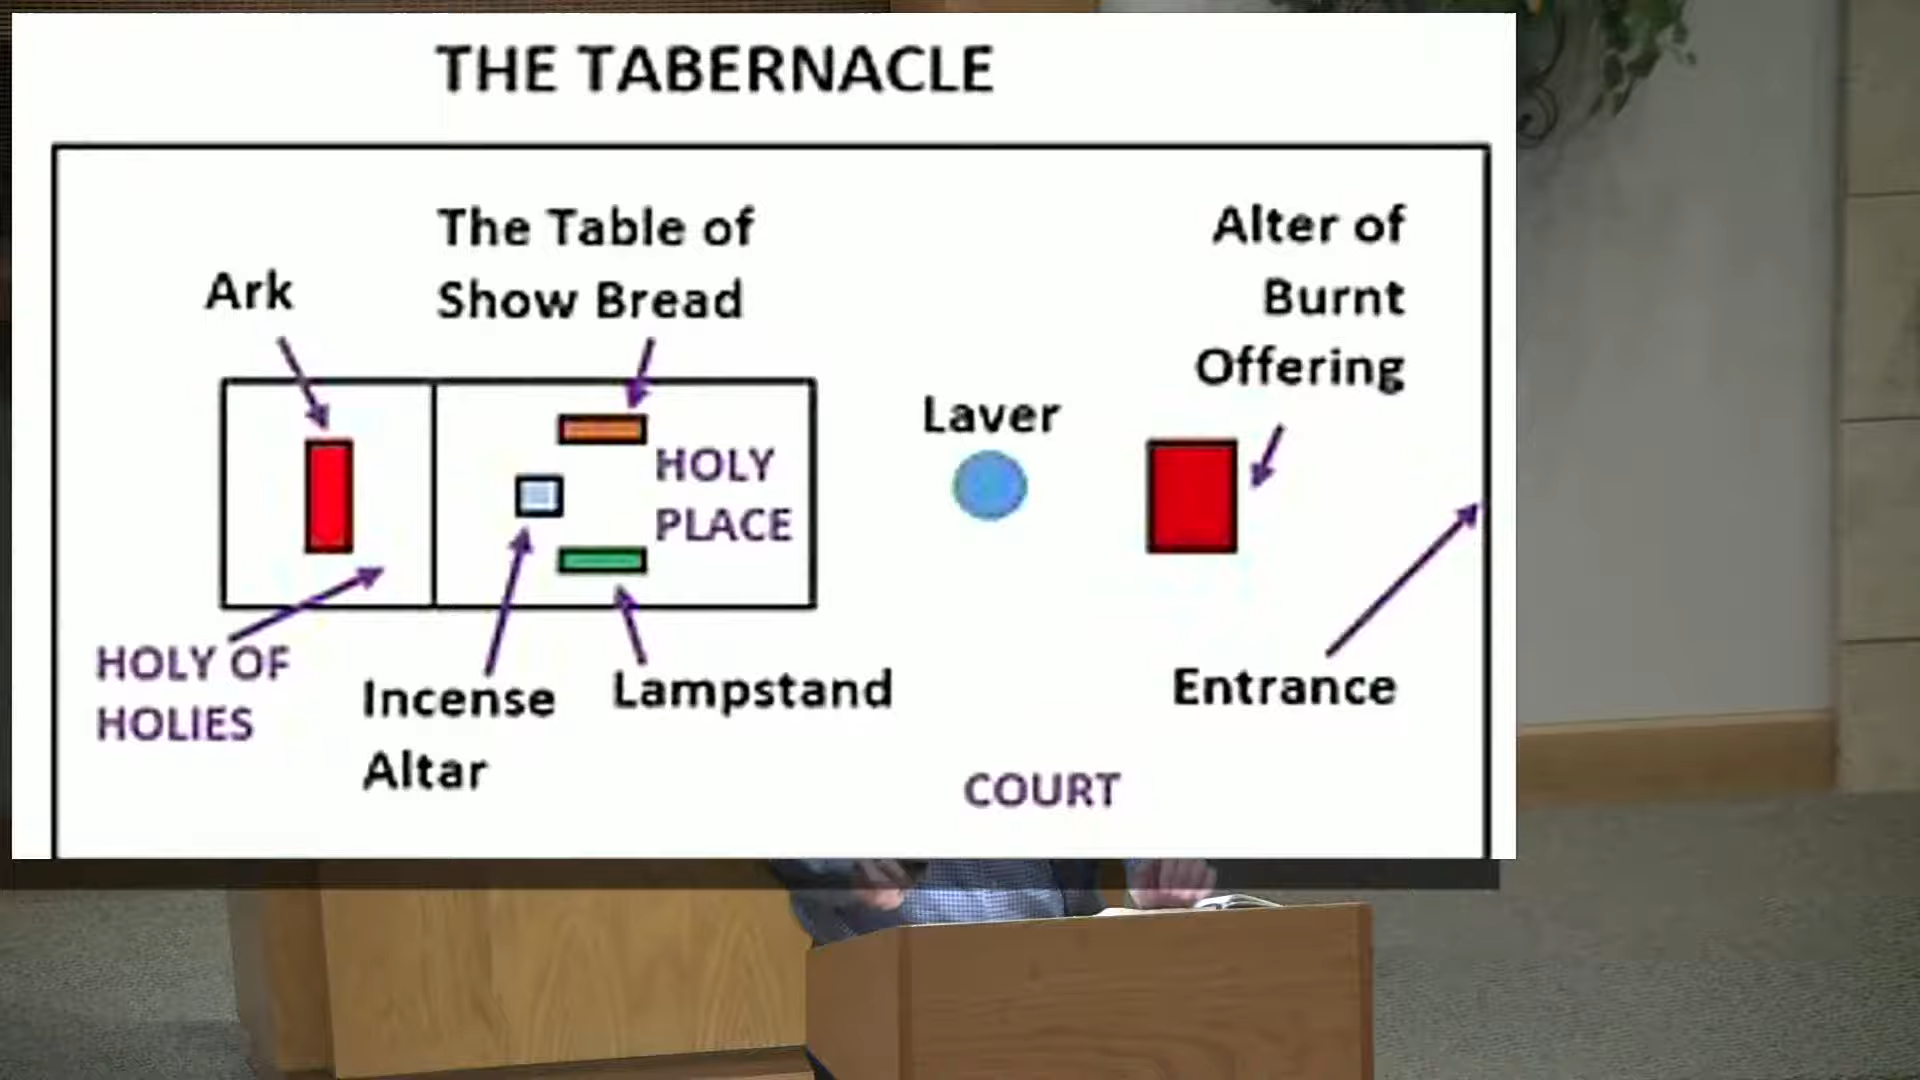 THE TABERNACLE
Ark
The Table of
Show Bread
Alter of
Burnt
Offering
Laver
HOLY
PLACE
HOLY OF
HOLIES
Incense
Altar
Lampstand
Entrance
COURT